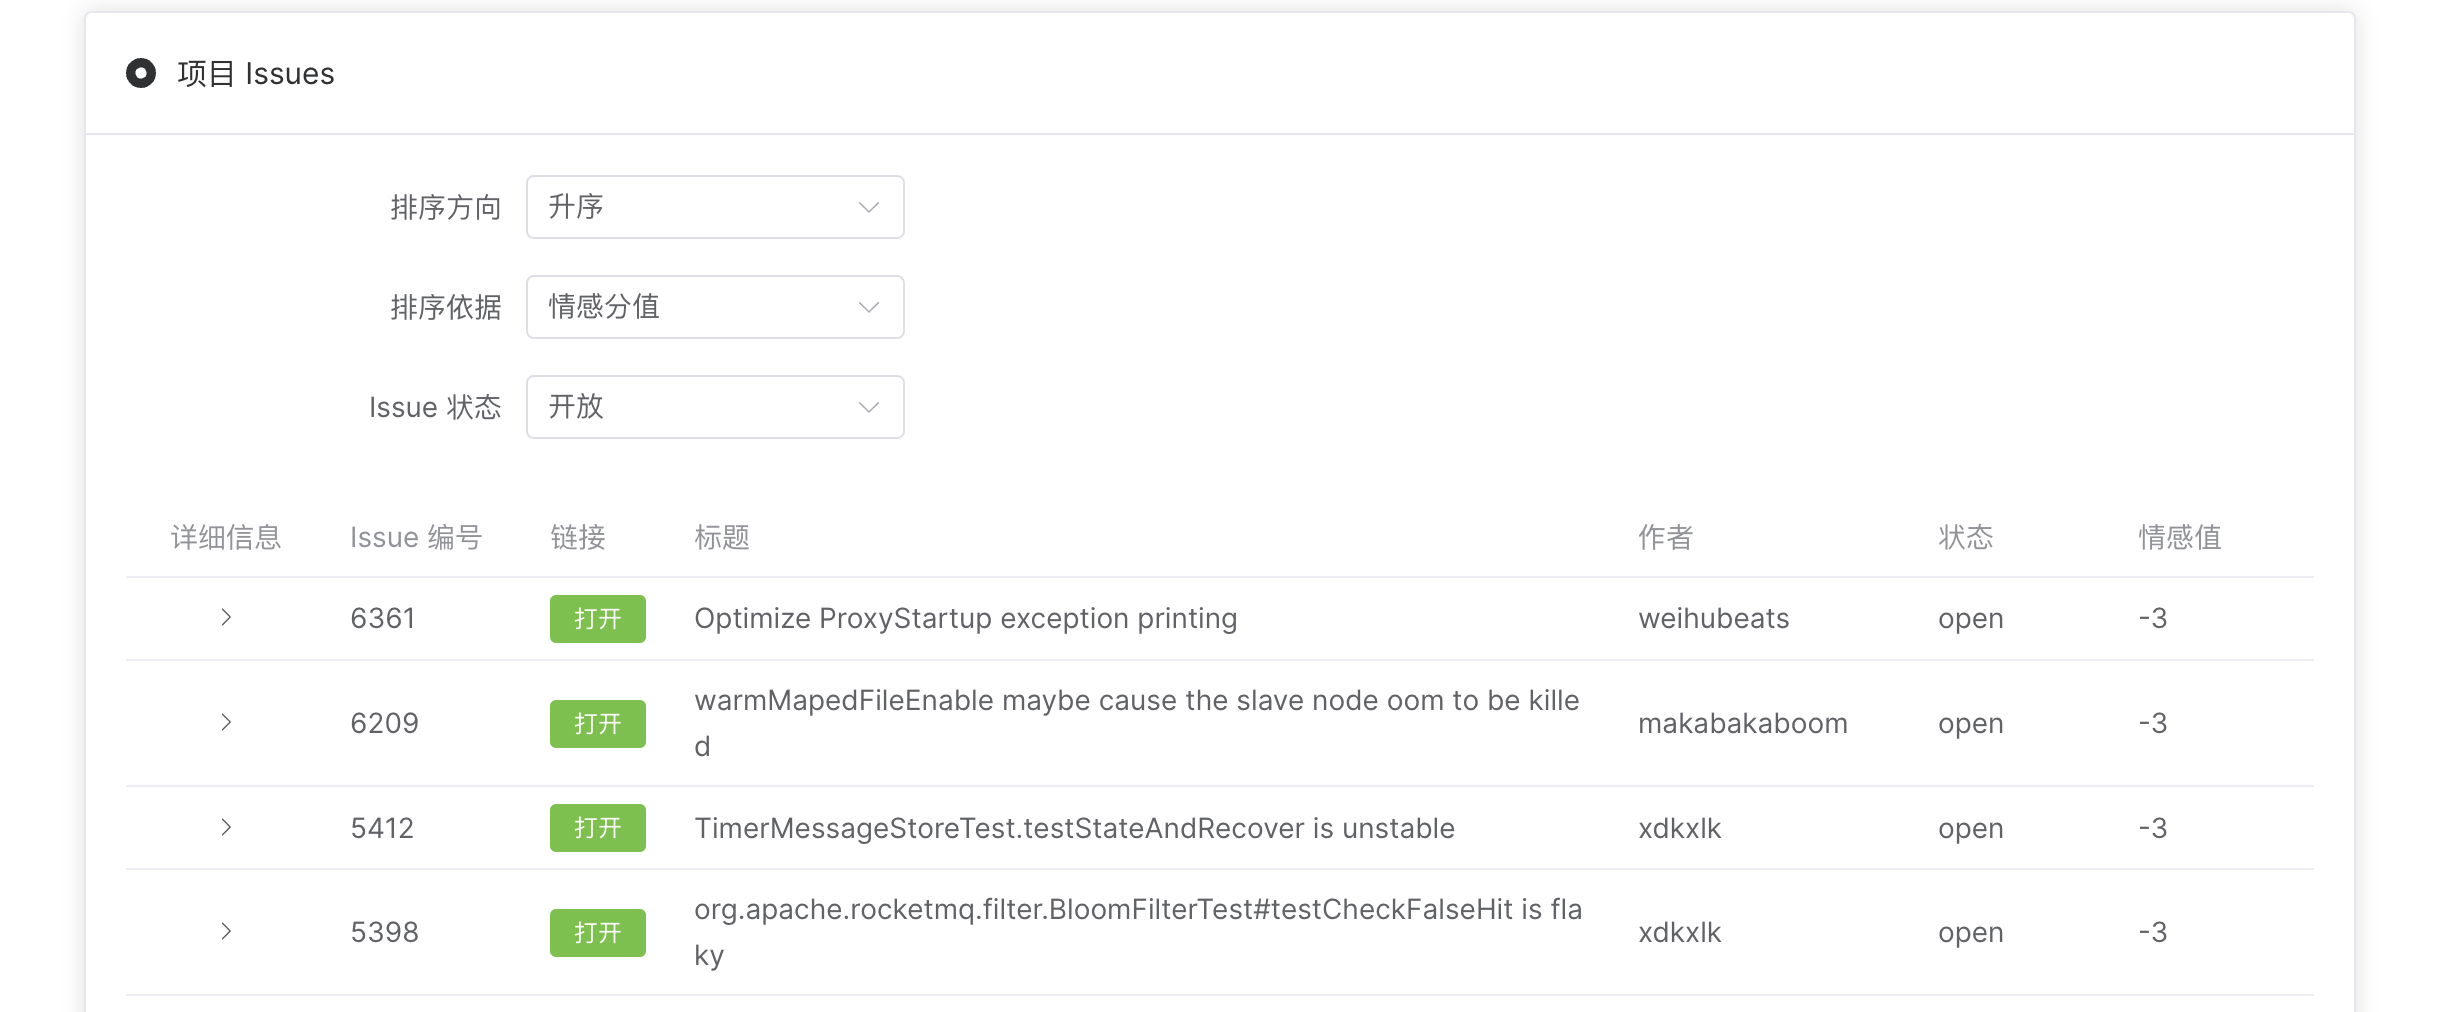 项目 Issues
排序方向 升序
排序依据 情感分值
Issue 状态 开放
详细信息 Issue 编号 链接 标题 作者 状态 情感值
6361 打开 Optimize ProxyStartup exception printing weihubeats open -3
6209 打开 warmMapedFileEnable maybe cause the slave node oom to be kille
d makabakaboom open -3
5412 打开 TimerMessageStoreTest.testStateAndRecover is unstable xdkxlk open -3
5398 打开 org.apache.rocketmq.filter.BloomFilterTest#testCheckFalseHit is fla
ky xdkxlk open -3